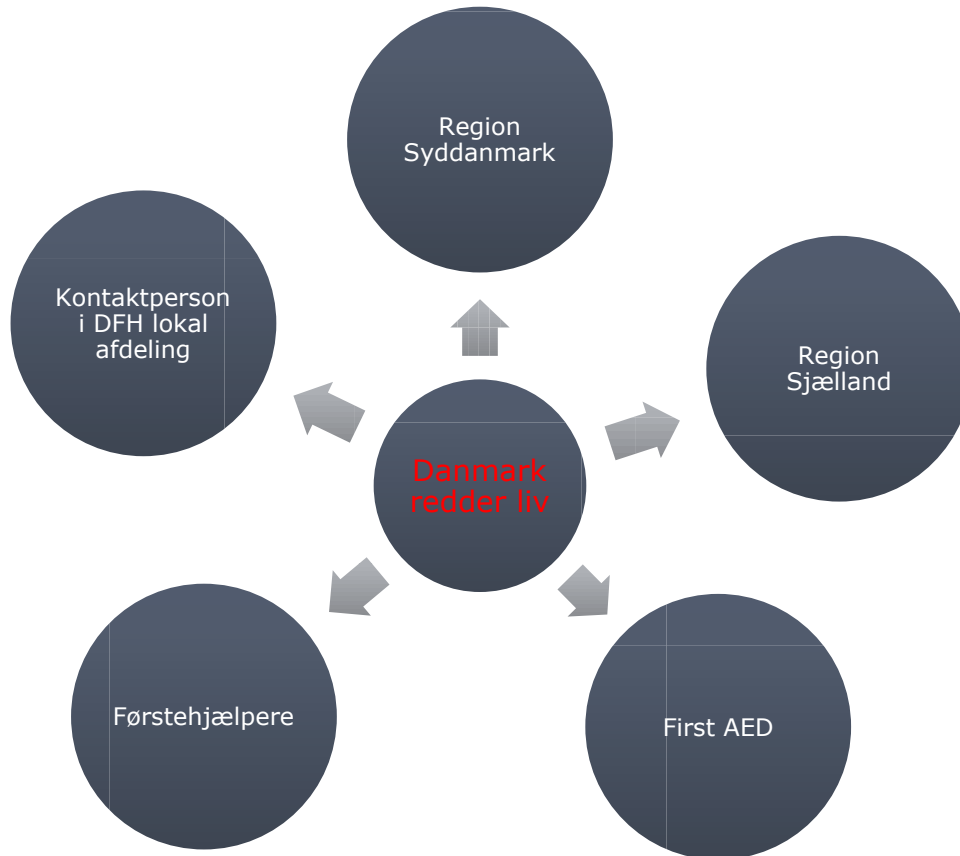 Region
Syddanmark
Kontaktperson
i DFH lokal
afdeling
Region
Sjælland
Danmark
redder liv
Førstehjælpere
First AED